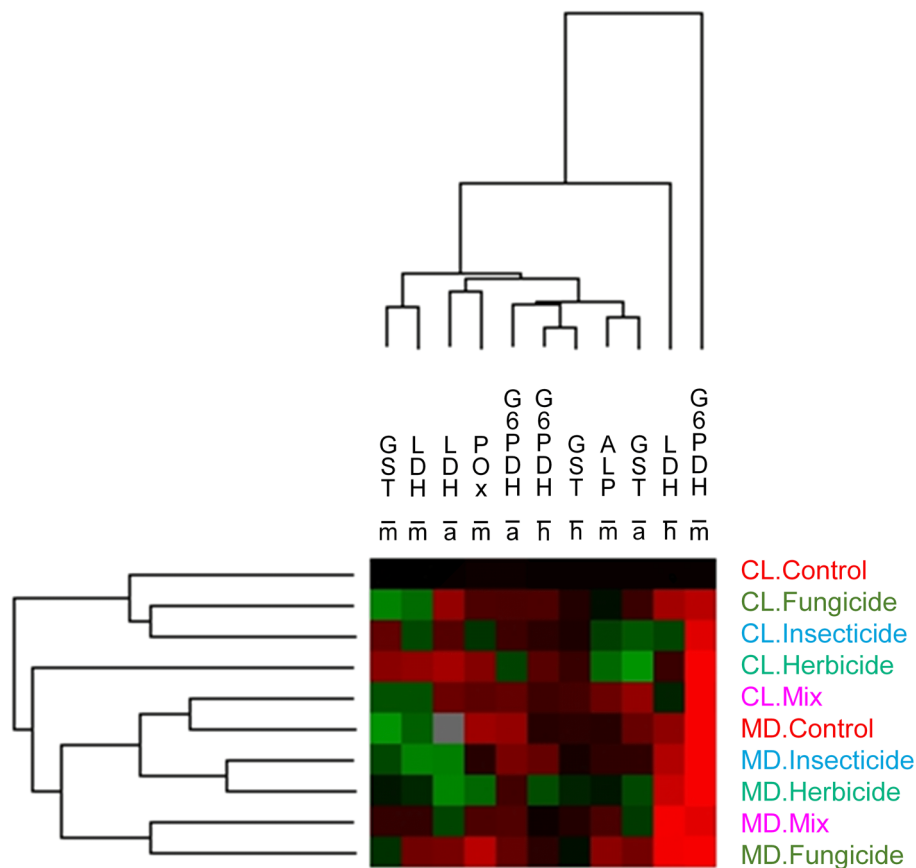 GST_m
LDH_m
LDH_a
POx_m
G6PDH_a
G6PDH_h
GST_h
ALP_m
GST_a
LDH_h
G6PDH_m
CL.Control
CL.Fungicide
CL.Insecticide
CL.Herbicide
CL.Mix
MD.Control
MD.Insecticide
MD.Herbicide
MD.Mix
MD.Fungicide